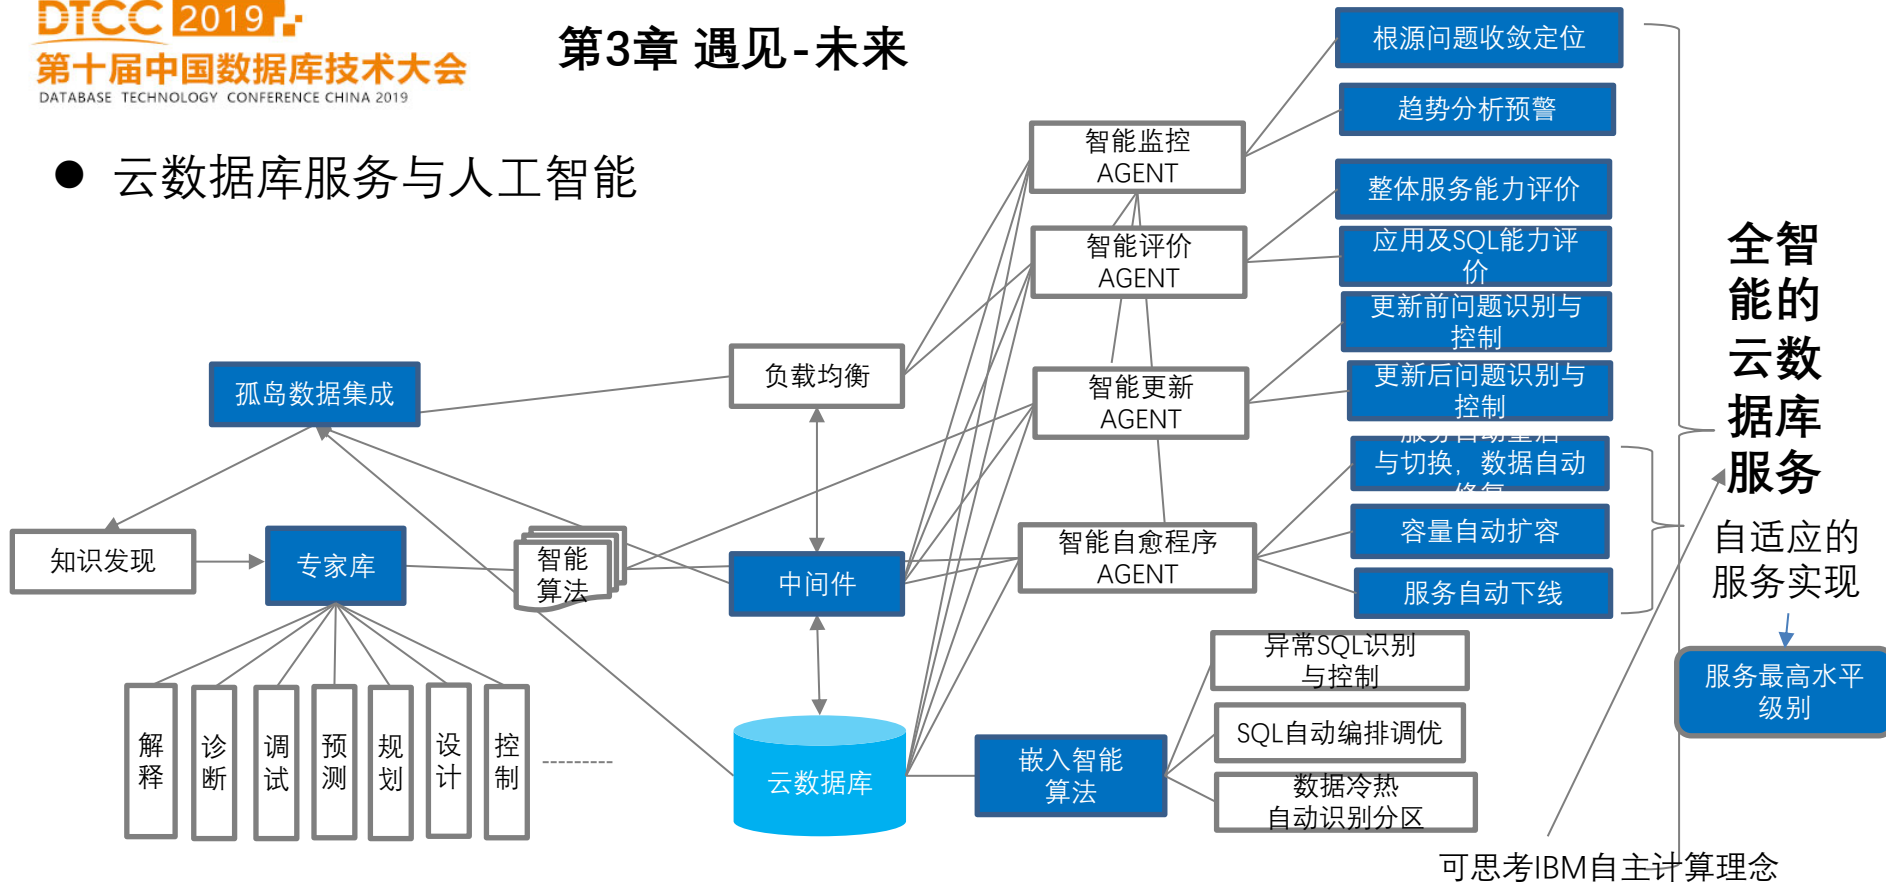 DTCC 2019
第十届中国数据库技术大会
DATABASE TECHNOLOGY CONFERENCE CHINA 2019
第3章 遇见-未来
● 云数据库服务与人工智能
孤岛数据集成
知识发现
专家库
智能
算法
解释
诊断
调试
预测
规划
设计
控制
负载均衡
中间件
云数据库
智能监控
AGENT
智能评价
AGENT
智能更新
AGENT
智能自愈程序
AGENT
嵌入智能
算法
根源问题收敛定位
趋势分析预警
整体服务能力评价
应用及SQL能力评
价
更新前问题识别与
控制
更新后问题识别与
控制
与切换，数据自动
容量自动扩容
服务自动下线
异常SQL识别
与控制
SQL自动编排调优
数据冷热
自动识别分区
全智
能的
云数
据库
服务
自适应的
服务实现
服务最高水平
级别
可思考IBM自主计算理念